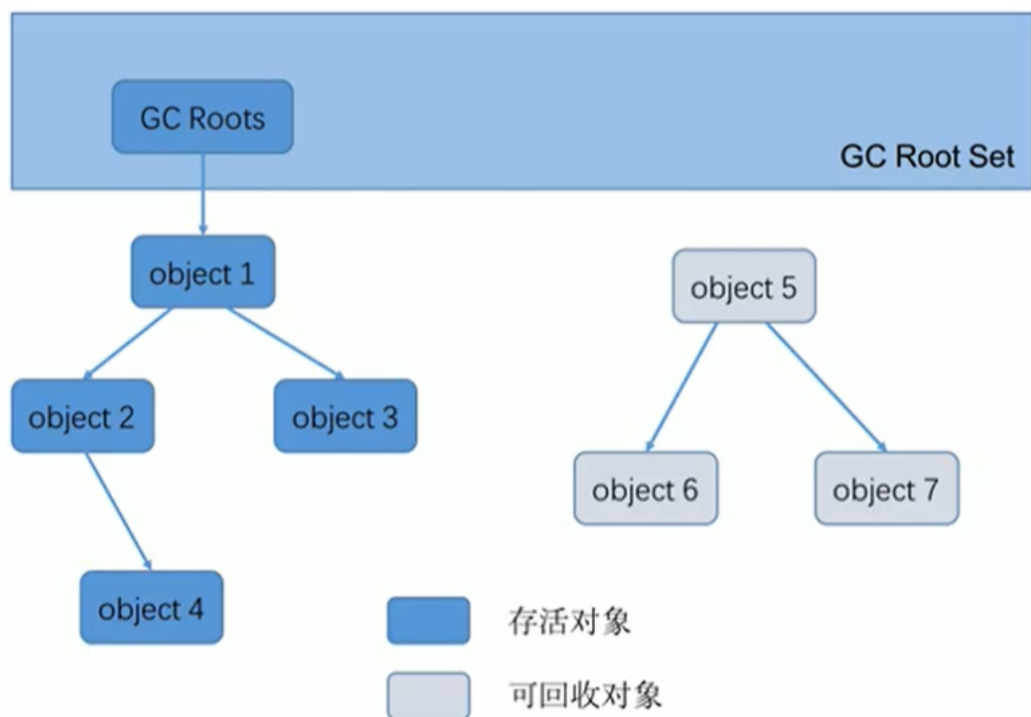 GC Roots
GC Root Set
object 1
object 5
object 2
object 3
object 6
object 7
object 4
存活对象
可回收对象